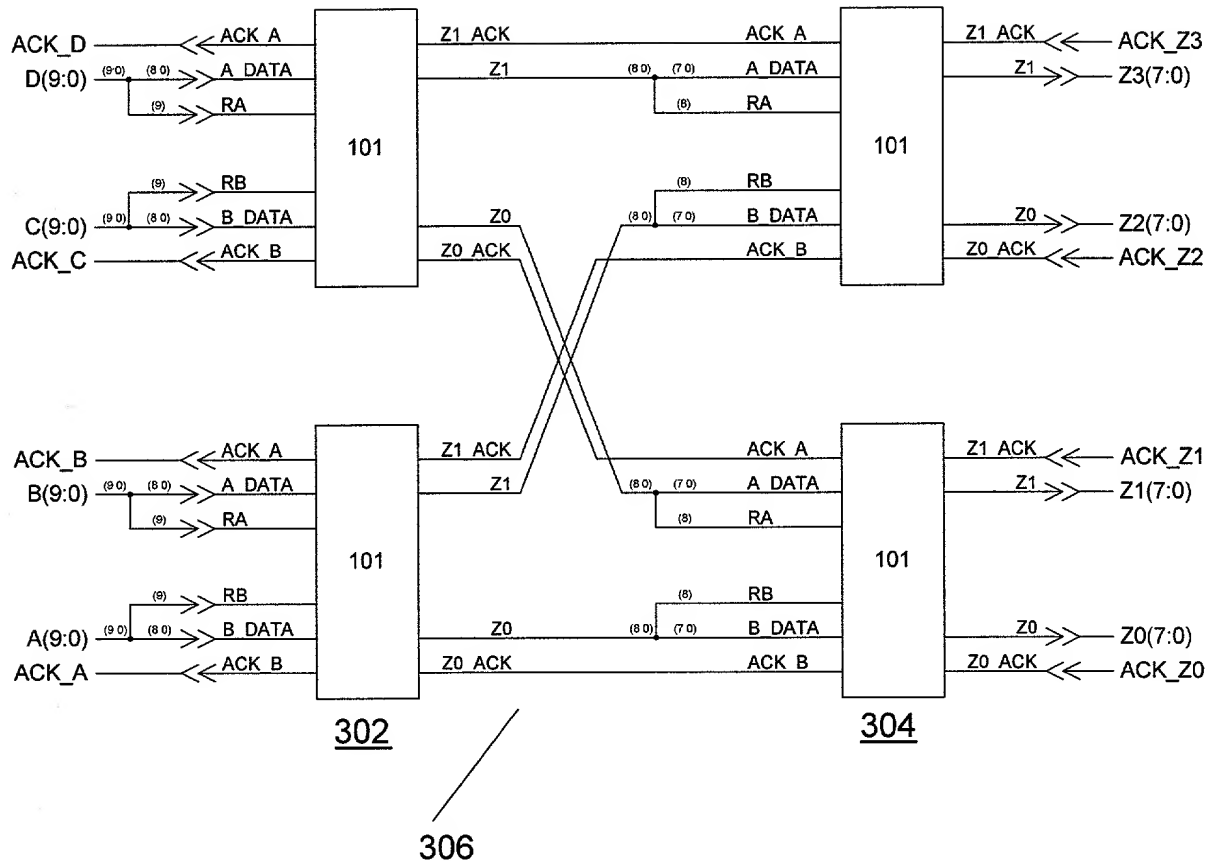 ACK_D ACK_A Z1_ACK ACK_A Z1_ACK ACK_Z3
D(9:0) (9:0) (8:0) A_DATA Z1 (8:0) (7:0) A_DATA Z1 Z3(7:0)
(9) RA (8) RA
101 101
(9) RB (8) RB
C(9:0) (9:0) (8:0) B_DATA Z0 (8:0) (7:0) B_DATA Z0 Z2(7:0)
ACK_C ACK_B Z0_ACK ACK_B Z0_ACK ACK_Z2
ACK_B ACK_A Z1_ACK ACK_A Z1_ACK ACK_Z1
B(9:0) (9:0) (8:0) A_DATA Z1 (8:0) (7:0) A_DATA Z1 Z1(7:0)
(9) RA (8) RA
101 101
(9) RB (8) RB
A(9:0) (9:0) (8:0) B_DATA Z0 (8:0) (7:0) B_DATA Z0 Z0(7:0)
ACK_A ACK_B Z0_ACK ACK_B Z0_ACK ACK_Z0
302 304
306